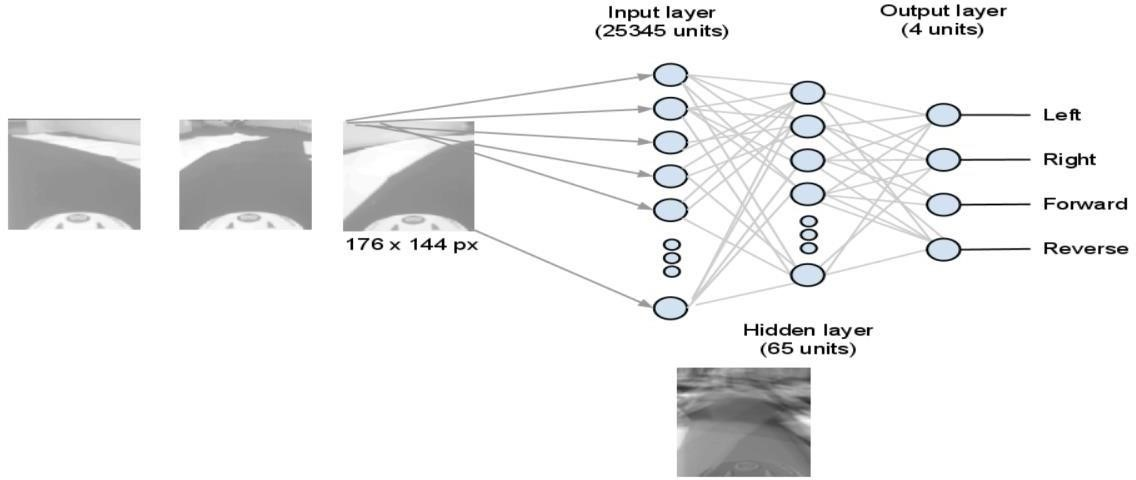 Input layer
(25345 units)
Output layer
(4 units)
Left
Right
Forward
Reverse
176 x 144 px
Hidden layer
(65 units)